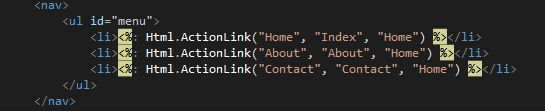 <nav>
<ul id="menu">
<li><%: Html.ActionLink("Home", "Index", "Home") %></li>
<li><%: Html.ActionLink("About", "About", "Home") %></li>
<li><%: Html.ActionLink("Contact", "Contact", "Home") %></li>
</ul>
</nav>